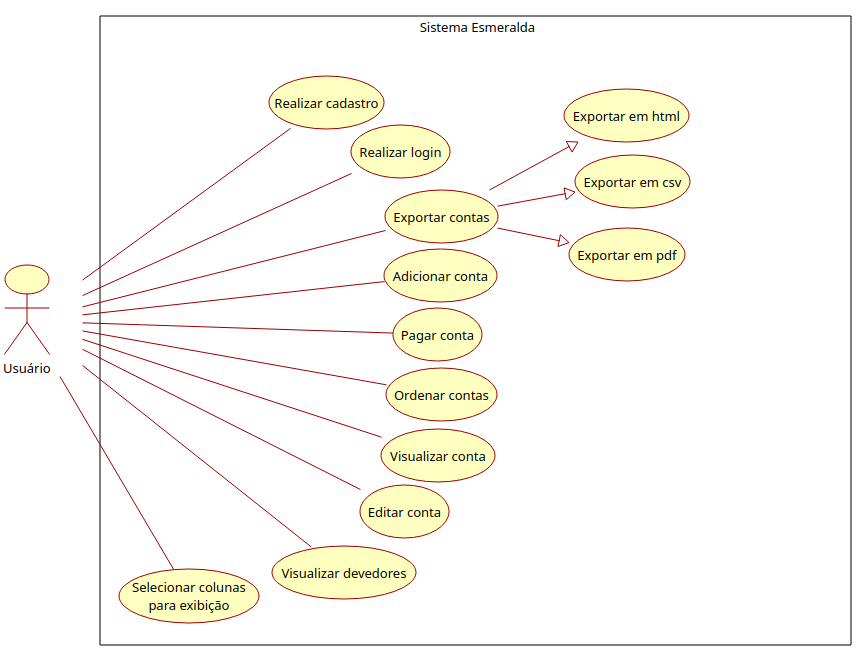 Sistema Esmeralda
Realizar cadastro
Exportar em html
Realizar login
Exportar em csv
Exportar contas
Exportar em pdf
Adicionar conta
Pagar conta
Usuário
Ordenar contas
Visualizar conta
Editar conta
Visualizar devedores
Selecionar colunas
para exibição